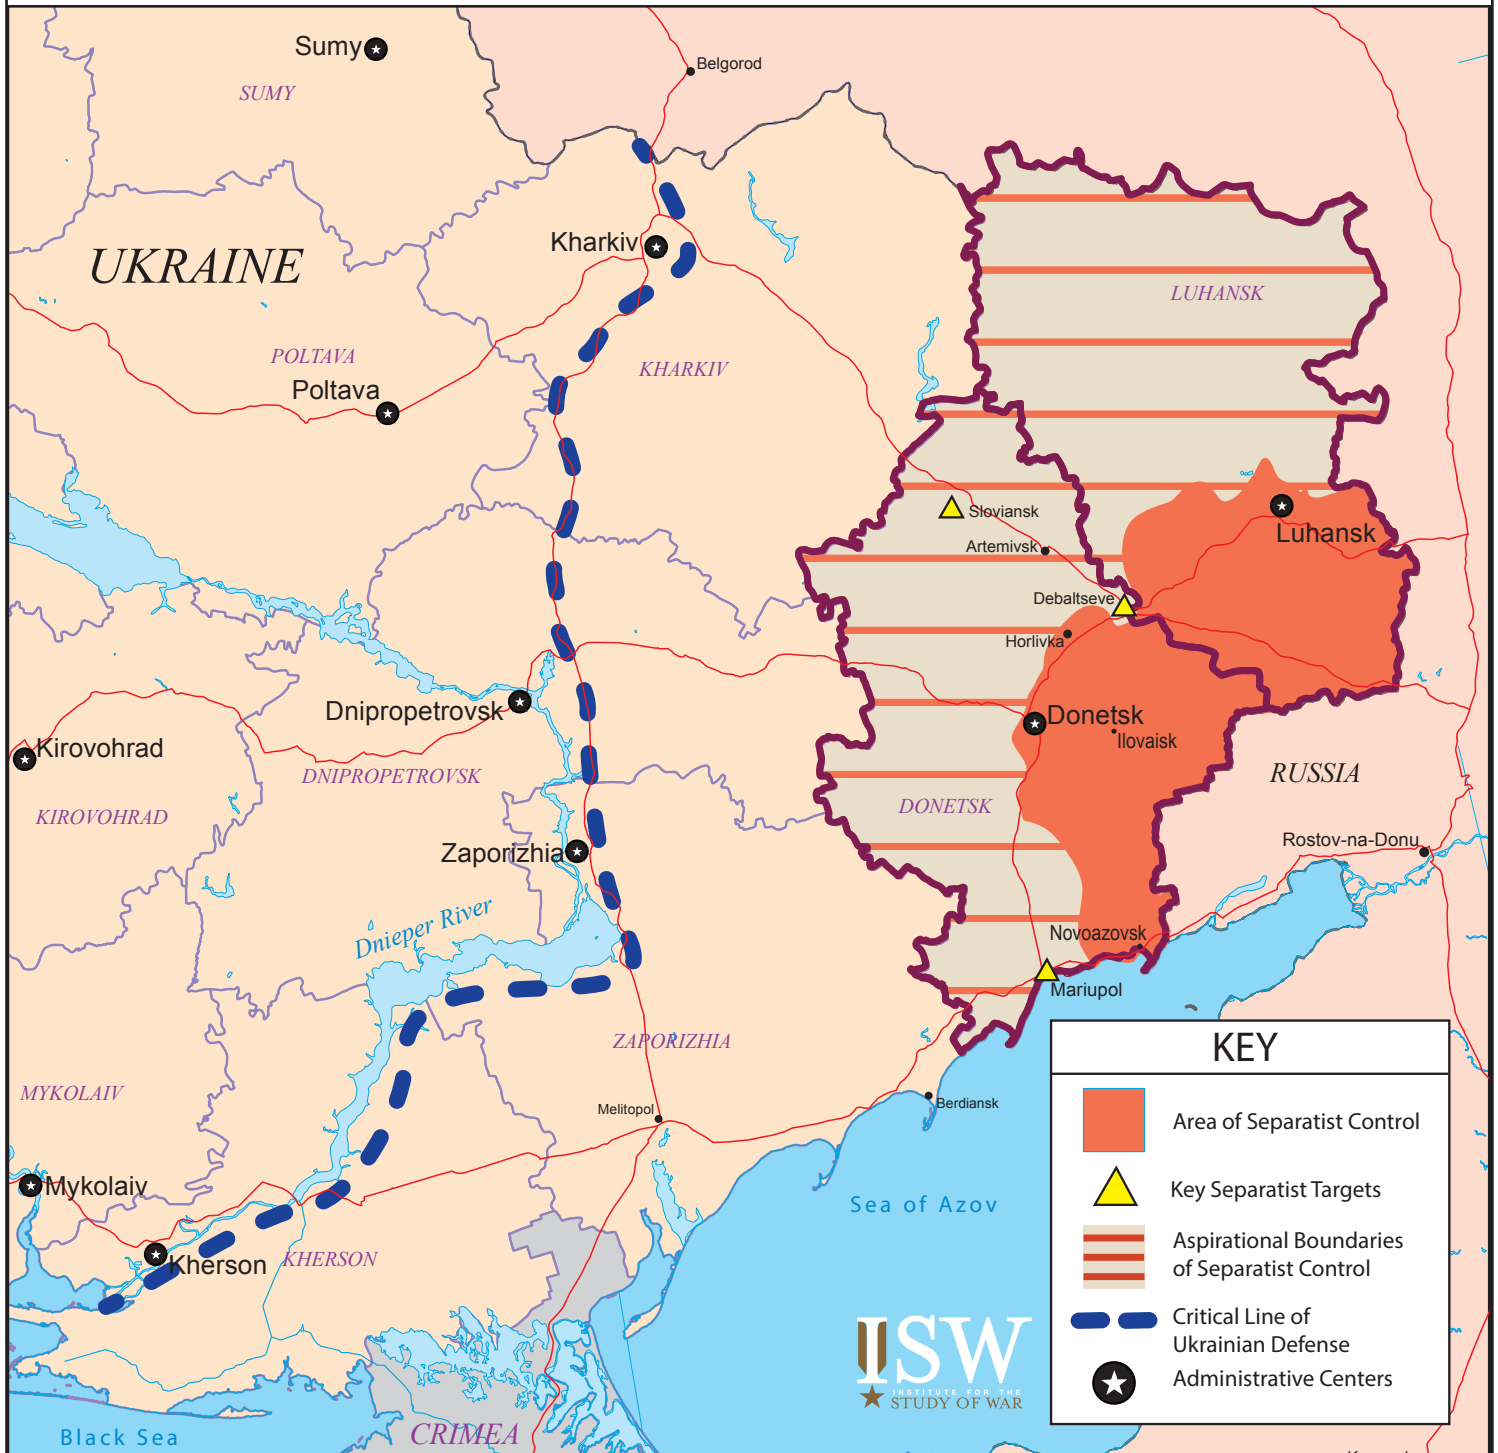 Sumy
SUMY
Belgorod
UKRAINE
Kharkiv
LUHANSK
POLTAVA
Poltava
KHARKIV
Sloviansk
Luhansk
Artemivsk
Debaltseve
Horlivka
Dnipropetrovsk
Donetsk
Ilovaisk
Kirovohrad
DNIPROPETROVSK
RUSSIA
KIROVOHRAD
DONETSK
Rostov-na-Donu
Zaporizhia
Dnieper River
Novoazovsk
Mariupol
ZAPORIZHIA
MYKOLAIV
Melitopol
Berdiansk
Mykolaiv
Sea of Azov
Kherson
KHERSON
CRIMEA
Black Sea
KEY
Area of Separatist Control
Key Separatist Targets
Aspirational Boundaries
of Separatist Control
Critical Line of
Ukrainian Defense
Administrative Centers
ISW
INSTITUTE FOR THE
STUDY OF WAR